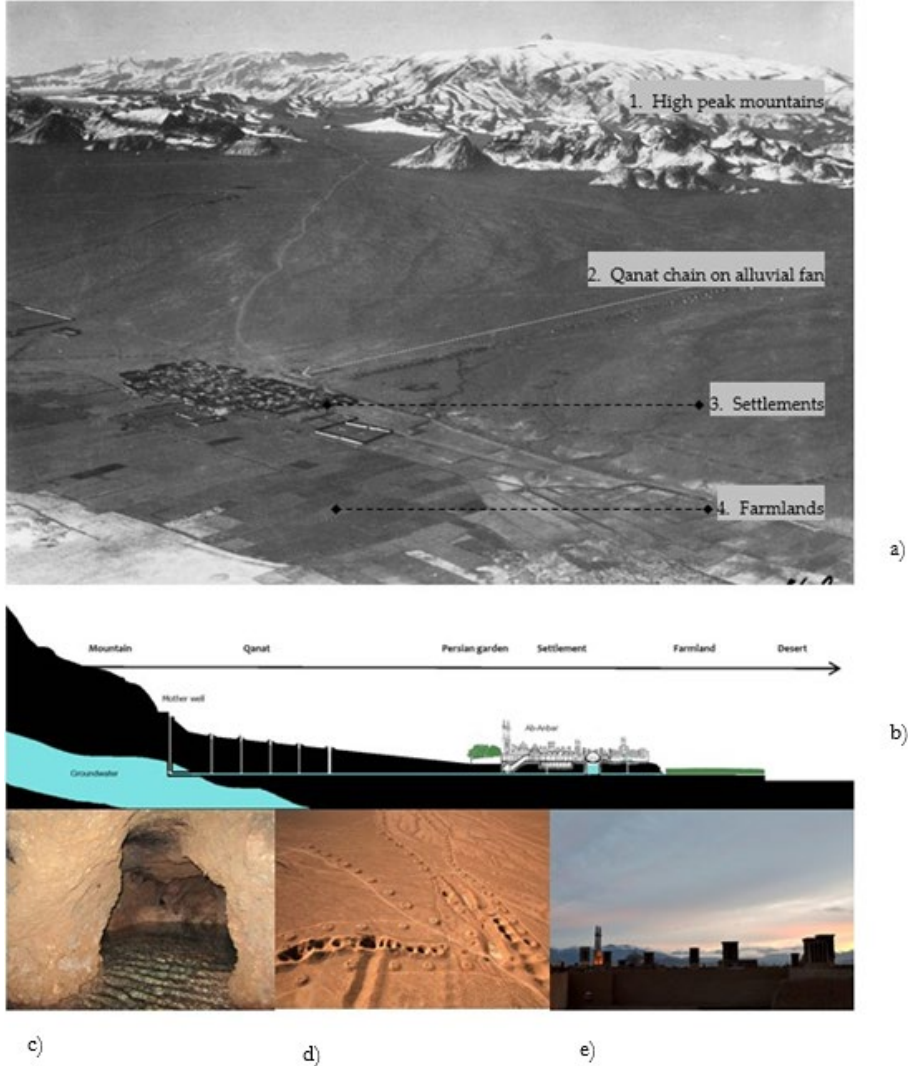 1. High peak mountains
2. Qanat chain on alluvial fan
3. Settlements
4. Farmlands
a)
Mountain Qanat Persian garden Settlement Farmland Desert
Mother well
Ab-Anbar
b)
Groundwater
c) d) e)